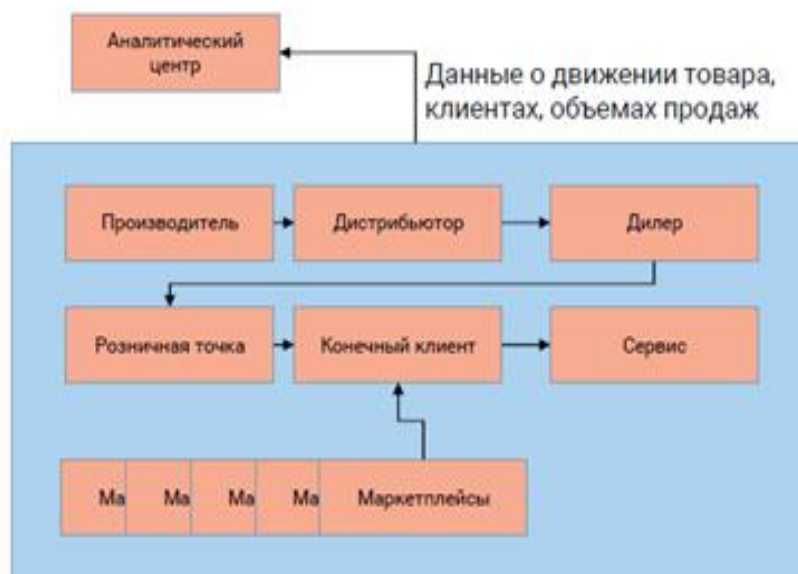 Аналитический
центр
Данные о движении товара,
клиентах, объемах продаж
Производитель
Дистрибьютор
Дилер
Розничная точка
Конечный клиент
Сервис
Ма
Ма
Ма
Ма
Маркетплейсы